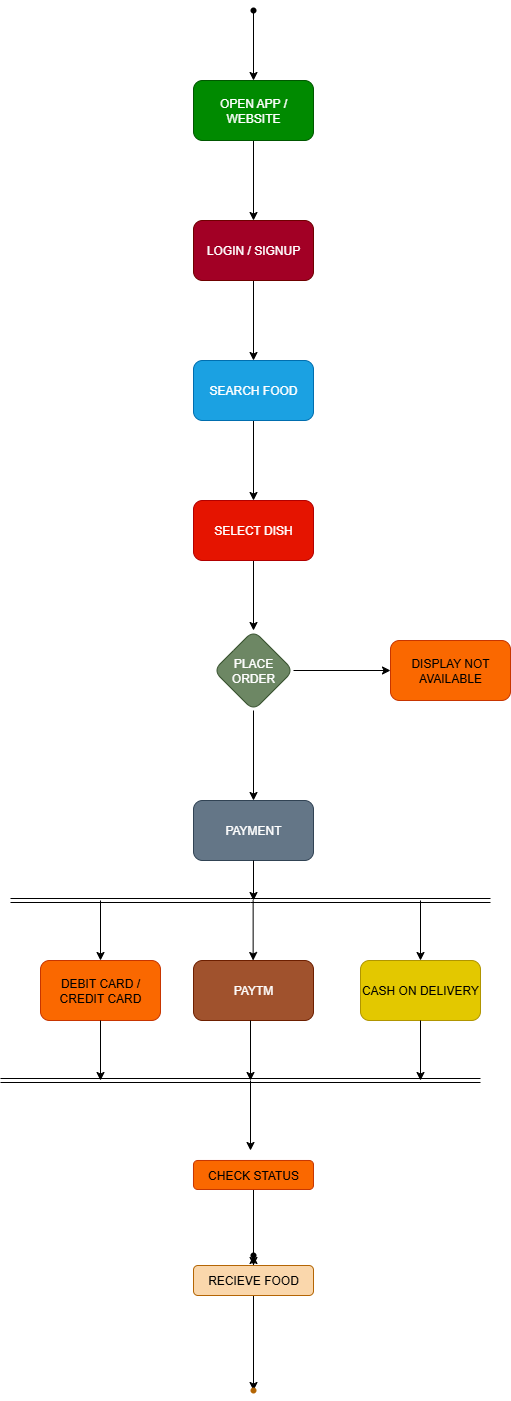 OPEN APP /
WEBSITE
LOGIN / SIGNUP
SEARCH FOOD
SELECT DISH
PLACE
ORDER
DISPLAY NOT
AVAILABLE
PAYMENT
DEBIT CARD /
CREDIT CARD
PAYTM
CASH ON DELIVERY
CHECK STATUS
RECIEVE FOOD